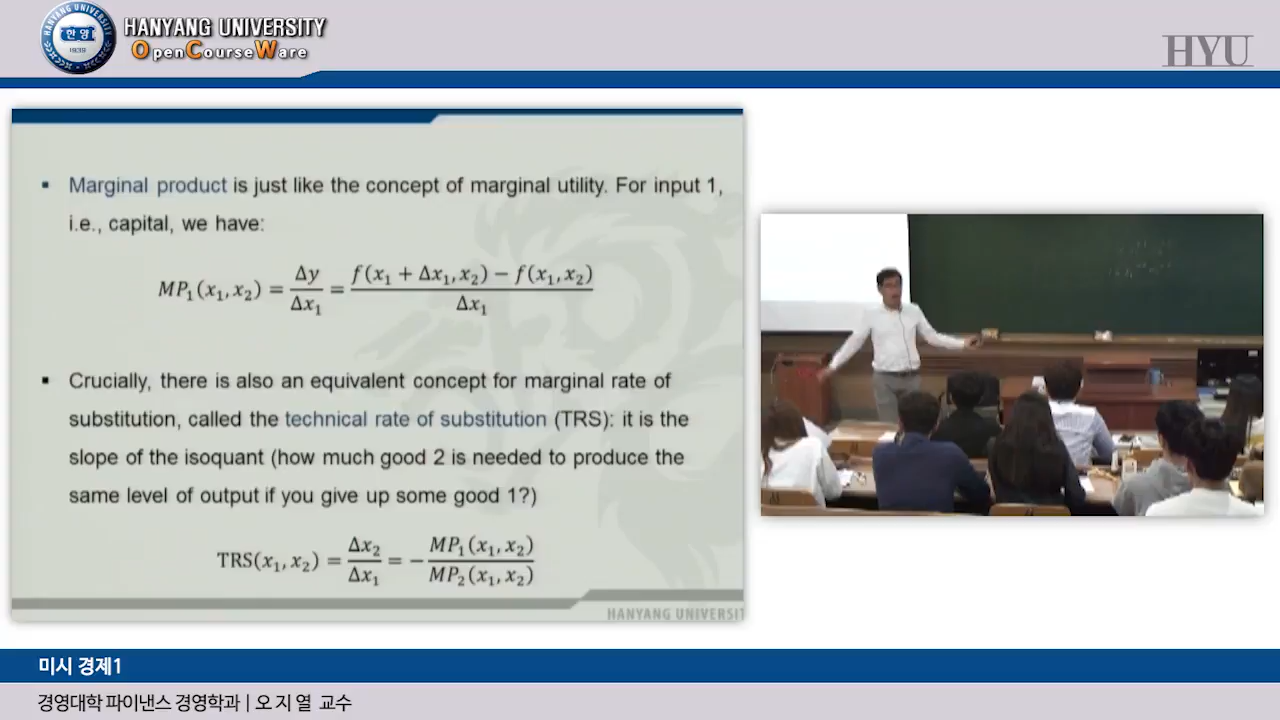 HANYANG UNIVERSITY
OpenCourseWare
한양
1939
HYU
▪ Marginal product is just like the concept of marginal utility. For input 1,
i.e., capital, we have:
MP₁(x₁, x₂) = Δy/Δx₁ = (f(x₁ + Δx₁, x₂) − f(x₁, x₂))/Δx₁
▪ Crucially, there is also an equivalent concept for marginal rate of
substitution, called the technical rate of substitution (TRS): it is the
slope of the isoquant (how much good 2 is needed to produce the
same level of output if you give up some good 1?)
TRS(x₁, x₂) = Δx₂/Δx₁ = − MP₁(x₁, x₂)/MP₂(x₁, x₂)
HANYANG UNIVERSIT
미시 경제1
경영대학 파이낸스 경영학과 | 오 지 열 교수